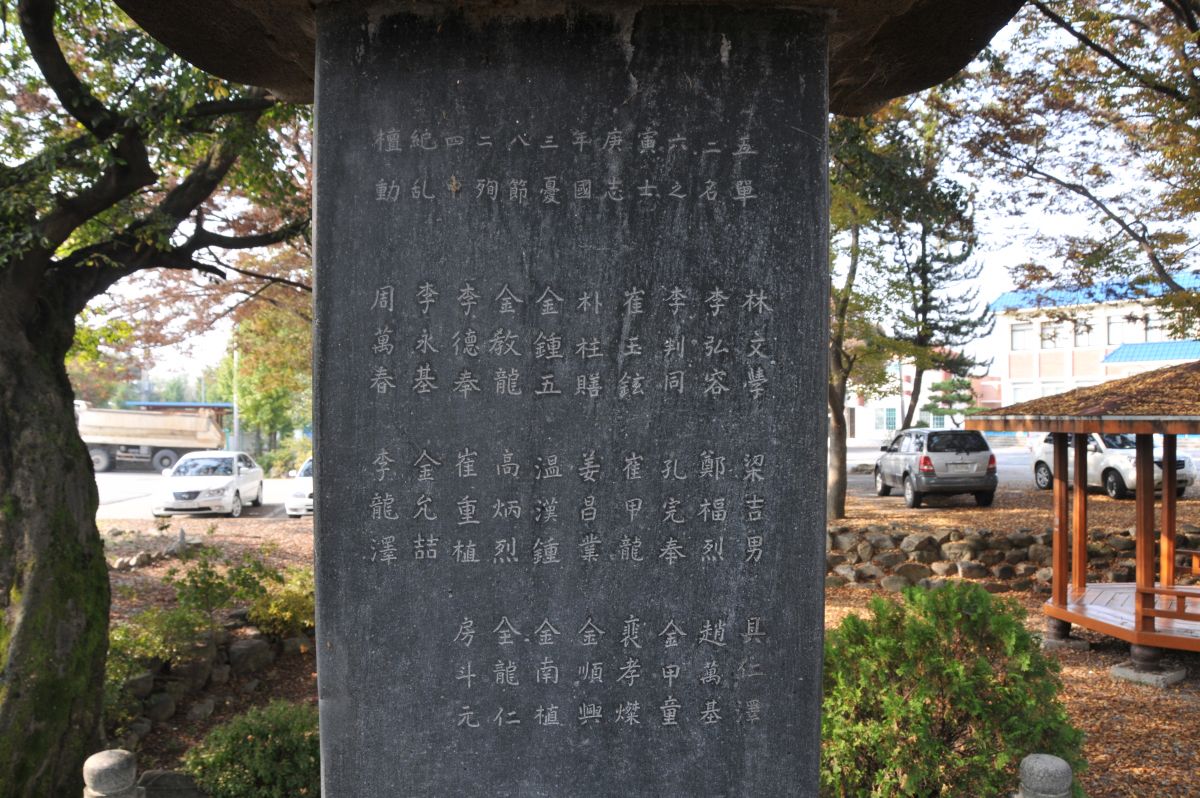 檀紀四二八三年庚寅六二五
動乱中殉節憂國志士之名單
林文學 梁吉男 具仁澤
李弘容 鄭福烈 趙萬基
李判同 孔完奉 金甲童
崔玉鉉 崔甲龍 裵孝燦
朴柱膳 姜昌業 金順興
金鍾五 温漢鍾 金南植
金敎龍 高炳烈 全龍仁
李德奉 崔重植 房斗元
李永基 金允喆
周萬春 李龍澤